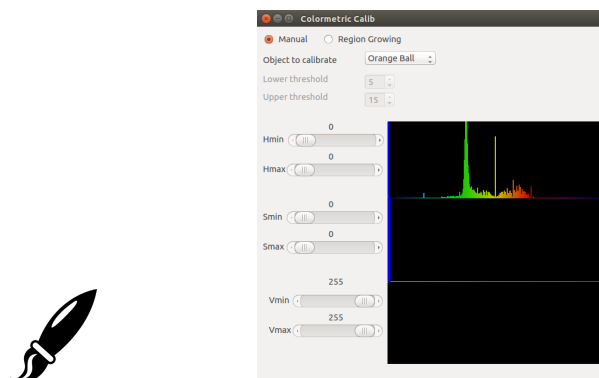 Colormetric Calib
Manual Region Growing
Object to calibrate Orange Ball
Lower threshold 5
Upper threshold 15
0
Hmin
0
Hmax
0
Smin
0
Smax
255
Vmin
255
Vmax